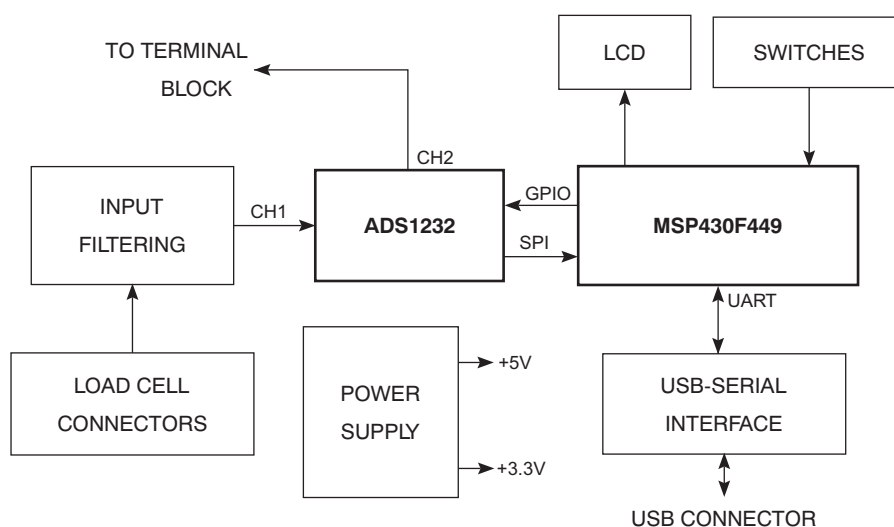 TO TERMINAL
BLOCK
LCD
SWITCHES
CH2
INPUT
FILTERING
CH1
ADS1232
GPIO
SPI
MSP430F449
UART
LOAD CELL
CONNECTORS
POWER
SUPPLY
+5V
+3.3V
USB-SERIAL
INTERFACE
USB CONNECTOR